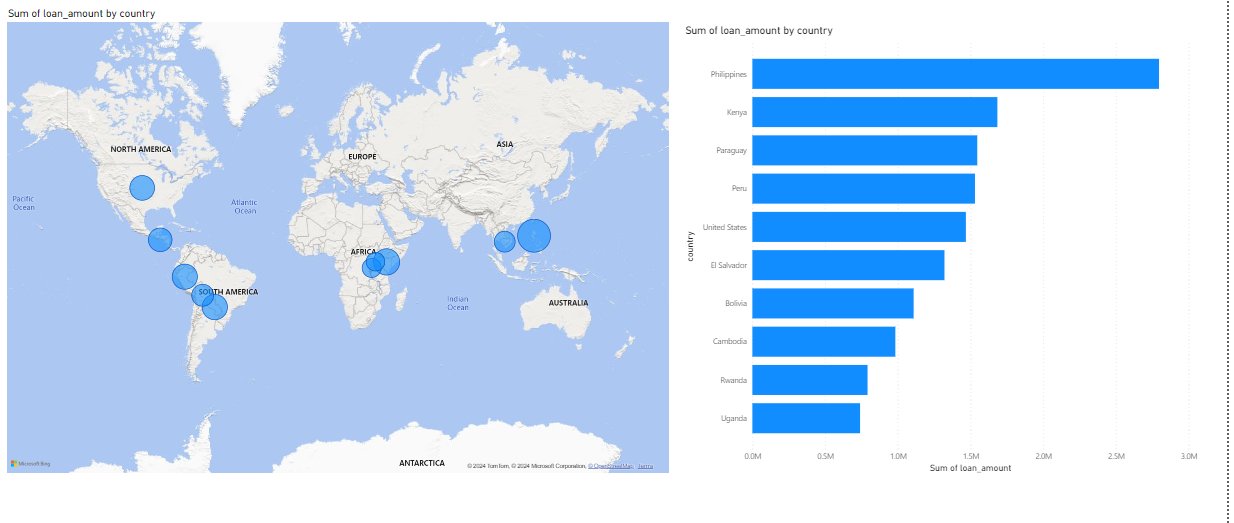 Sum of loan_amount by country
NORTH AMERICA
EUROPE
ASIA
Pacific
Ocean
Atlantic
Ocean
AFRICA
SOUTH AMERICA
Indian
Ocean
AUSTRALIA
ANTARCTICA
Microsoft Bing
© 2024 TomTom, © 2024 Microsoft Corporation, © OpenStreetMap Terms
Sum of loan_amount by country
country
Philippines
Kenya
Paraguay
Peru
United States
El Salvador
Bolivia
Cambodia
Rwanda
Uganda
0.0M 0.5M 1.0M 1.5M 2.0M 2.5M 3.0M
Sum of loan_amount